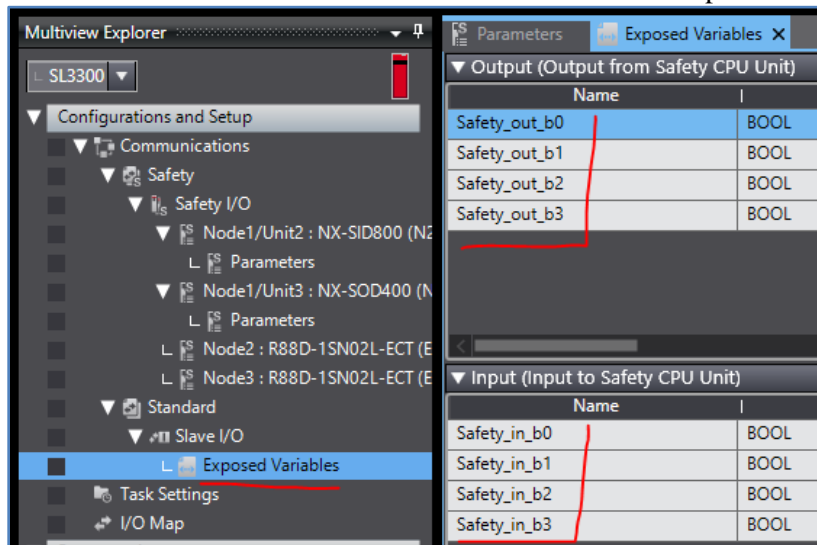 Multiview Explorer
SL3300
Configurations and Setup
Communications
Safety
Safety I/O
Node1/Unit2 : NX-SID800 (N2
Parameters
Node1/Unit3 : NX-SOD400 (N
Parameters
Node2 : R88D-1SN02L-ECT (E
Node3 : R88D-1SN02L-ECT (E
Standard
Slave I/O
Exposed Variables
Task Settings
I/O Map
Parameters Exposed Variables
Output (Output from Safety CPU Unit)
Name
Safety_out_b0 BOOL
Safety_out_b1 BOOL
Safety_out_b2 BOOL
Safety_out_b3 BOOL
Input (Input to Safety CPU Unit)
Name
Safety_in_b0 BOOL
Safety_in_b1 BOOL
Safety_in_b2 BOOL
Safety_in_b3 BOOL